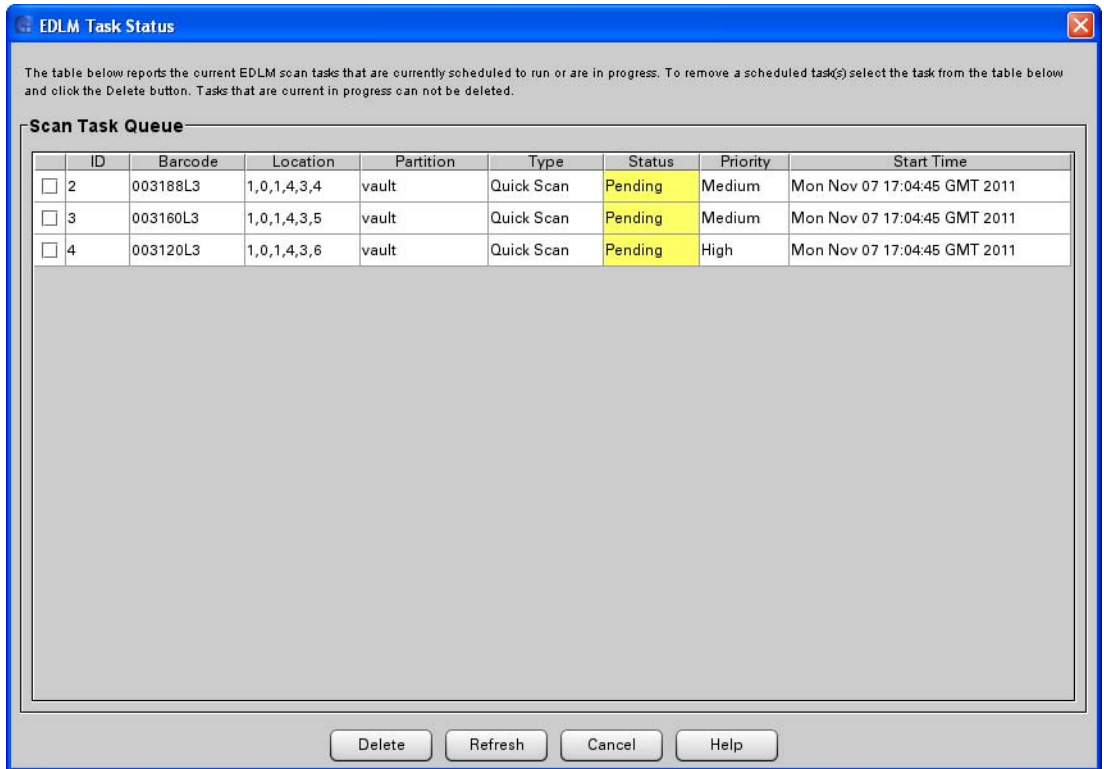 EDLM Task Status
The table below reports the current EDLM scan tasks that are currently scheduled to run or are in progress. To remove a scheduled task(s) select the task from the table below
and click the Delete button. Tasks that are current in progress can not be deleted.
Scan Task Queue
ID Barcode Location Partition Type Status Priority Start Time
2 003188L3 1,0,1,4,3,4 vault Quick Scan Pending Medium Mon Nov 07 17:04:45 GMT 2011
3 003160L3 1,0,1,4,3,5 vault Quick Scan Pending Medium Mon Nov 07 17:04:45 GMT 2011
4 003120L3 1,0,1,4,3,6 vault Quick Scan Pending High Mon Nov 07 17:04:45 GMT 2011
Delete Refresh Cancel Help